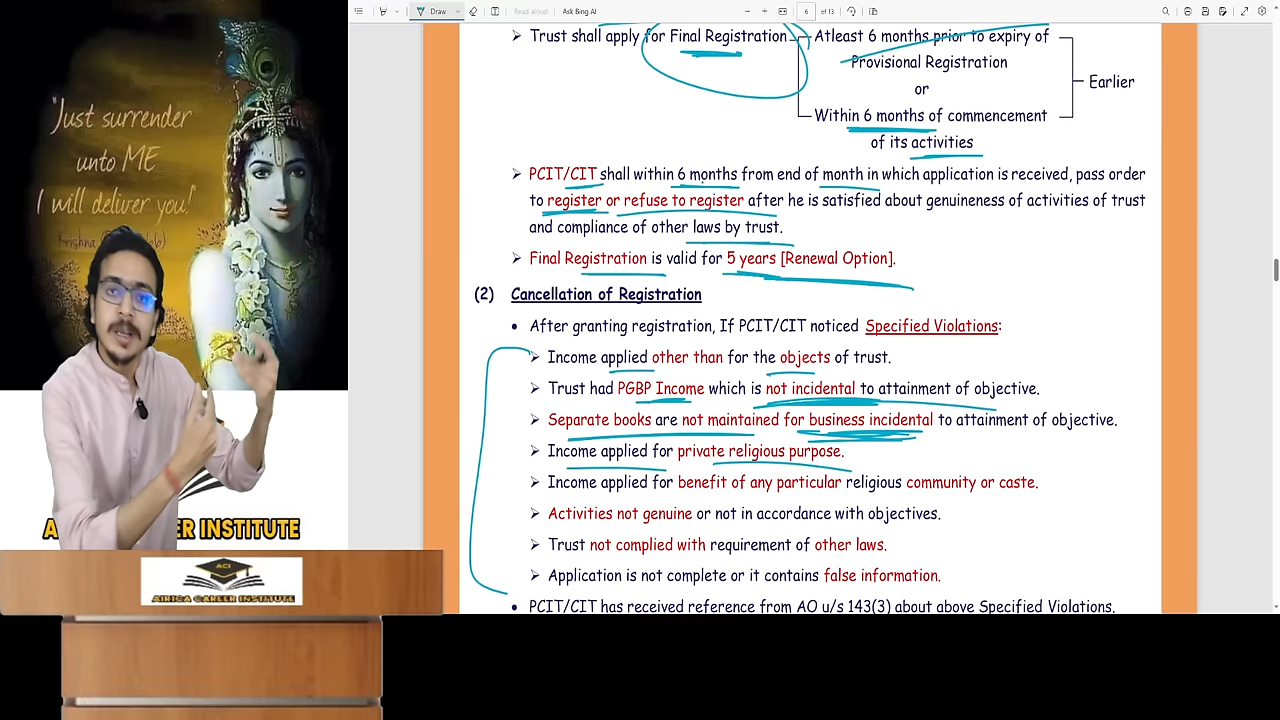 Draw
Read aloud
Ask Bing AI
6
of 13
"Just surrender
unto ME
I will deliver you!"
Trust shall apply for Final Registration
Atleast 6 months prior to expiry of
Provisional Registration
or
Within 6 months of commencement
of its activities
Earlier
PCIT/CIT shall within 6 months from end of month in which application is received, pass order
to register or refuse to register after he is satisfied about genuineness of activities of trust
and compliance of other laws by trust.
Final Registration is valid for 5 years [Renewal Option].
(2) Cancellation of Registration
After granting registration, If PCIT/CIT noticed Specified Violations:
Income applied other than for the objects of trust.
Trust had PGBP Income which is not incidental to attainment of objective.
Separate books are not maintained for business incidental to attainment of objective.
Income applied for private religious purpose.
Income applied for benefit of any particular religious community or caste.
Activities not genuine or not in accordance with objectives.
Trust not complied with requirement of other laws.
Application is not complete or it contains false information.
PCIT/CIT has received reference from AO u/s 143(3) about above Specified Violations.
INSTITUTE
ACI
AIRICA CAREER INSTITUTE